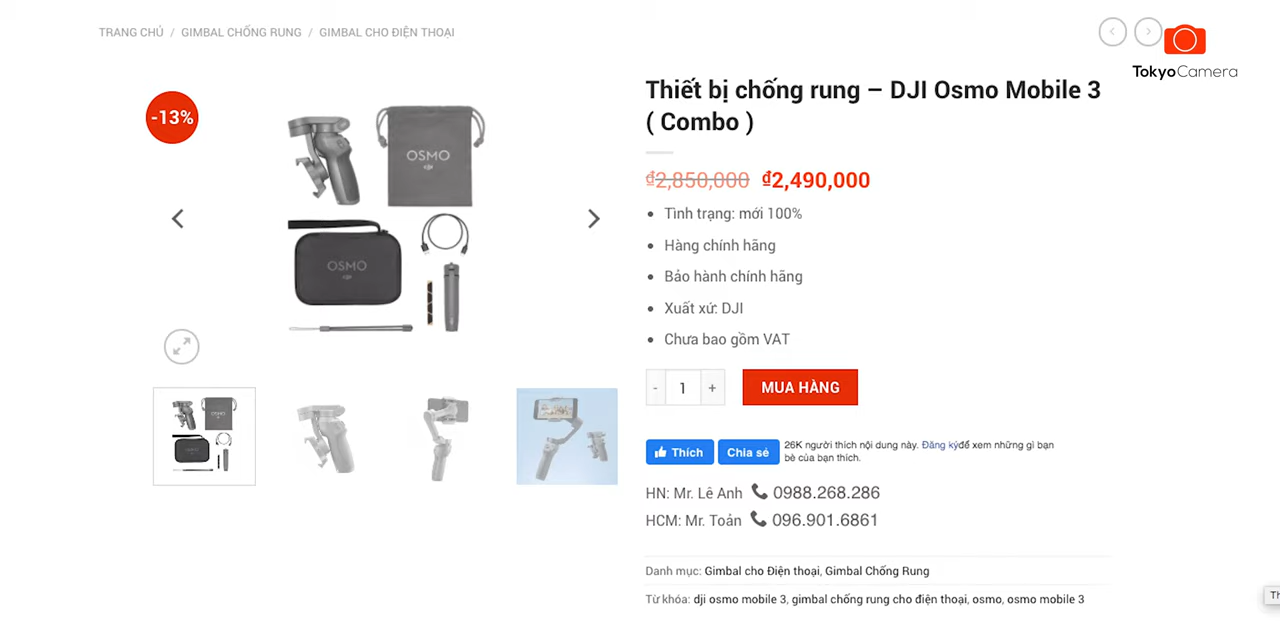 TRANG CHỦ / GIMBAL CHỐNG RUNG / GIMBAL CHO ĐIỆN THOẠI
TokyoCamera
-13%
OSMO
OSMO
Thiết bị chống rung – DJI Osmo Mobile 3
( Combo )
₫2,850,000 ₫2,490,000
Tình trạng: mới 100%
Hàng chính hãng
Bảo hành chính hãng
Xuất xứ: DJI
Chưa bao gồm VAT
- 1 +
MUA HÀNG
Thích
Chia sẻ
26K người thích nội dung này. Đăng kýđể xem những gì bạn
bè của bạn thích.
HN: Mr. Lê Anh 0988.268.286
HCM: Mr. Toản 096.901.6861
Danh mục: Gimbal cho Điện thoại, Gimbal Chống Rung
Từ khóa: dji osmo mobile 3, gimbal chống rung cho điện thoại, osmo, osmo mobile 3